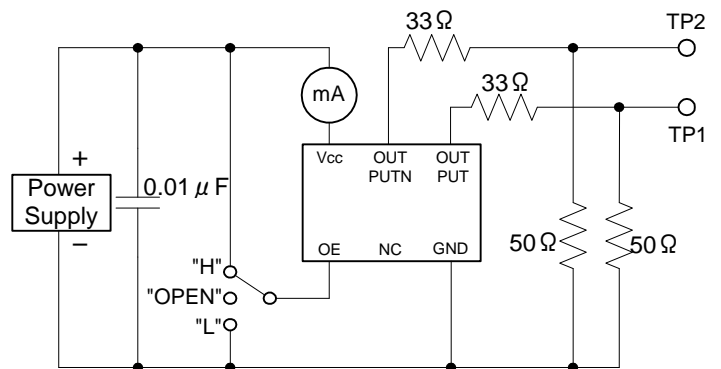 33Ω
TP2
33Ω
TP1
mA
Vcc
OUT
PUTN
OUT
PUT
+
Power
Supply
−
0.01μF
OE
NC
GND
50Ω
50Ω
"H"
"OPEN"
"L"